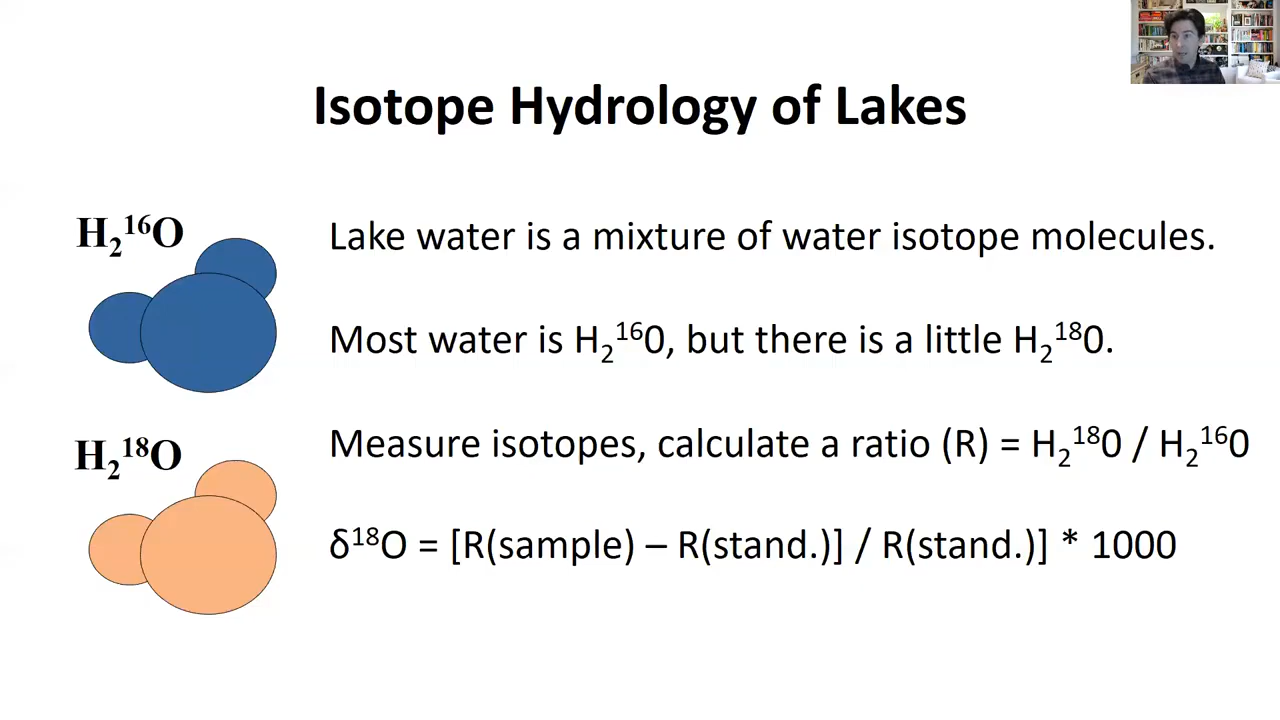 Isotope Hydrology of Lakes
H₂¹⁶O
Lake water is a mixture of water isotope molecules.
Most water is H₂¹⁶0, but there is a little H₂¹⁸0.
H₂¹⁸O
Measure isotopes, calculate a ratio (R) = H₂¹⁸0 / H₂¹⁶0
δ¹⁸O = [R(sample) – R(stand.)] / R(stand.)] * 1000